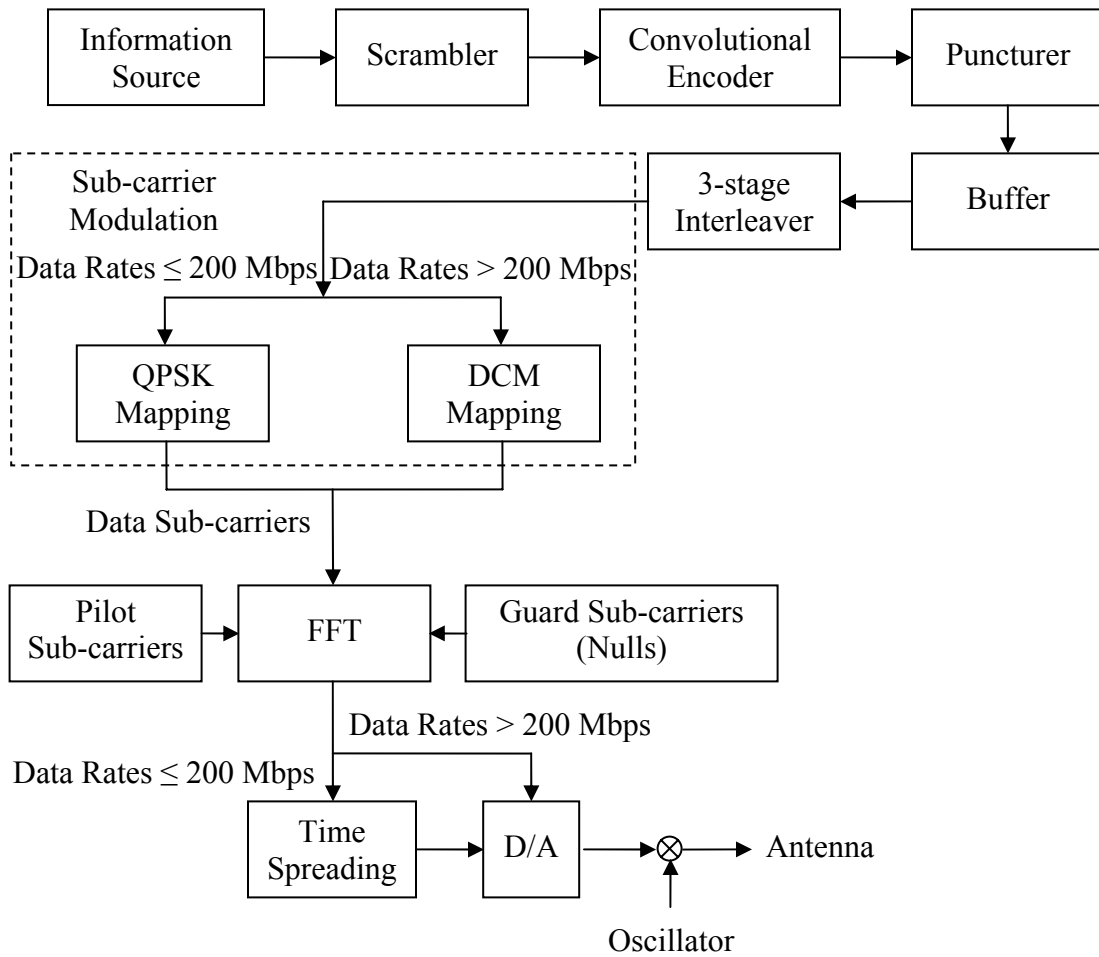 Information
Source
Scrambler
Convolutional
Encoder
Puncturer
Sub-carrier
Modulation
3-stage
Interleaver
Buffer
Data Rates ≤ 200 Mbps
Data Rates > 200 Mbps
QPSK
Mapping
DCM
Mapping
Data Sub-carriers
Pilot
Sub-carriers
FFT
Guard Sub-carriers
(Nulls)
Data Rates > 200 Mbps
Data Rates ≤ 200 Mbps
Time
Spreading
D/A
Antenna
Oscillator